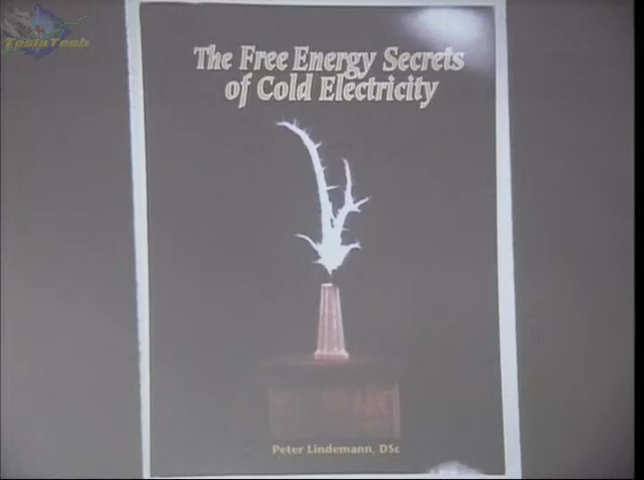 TeslaTech
The Free Energy Secrets
of Cold Electricity
Peter Lindemann, DSc